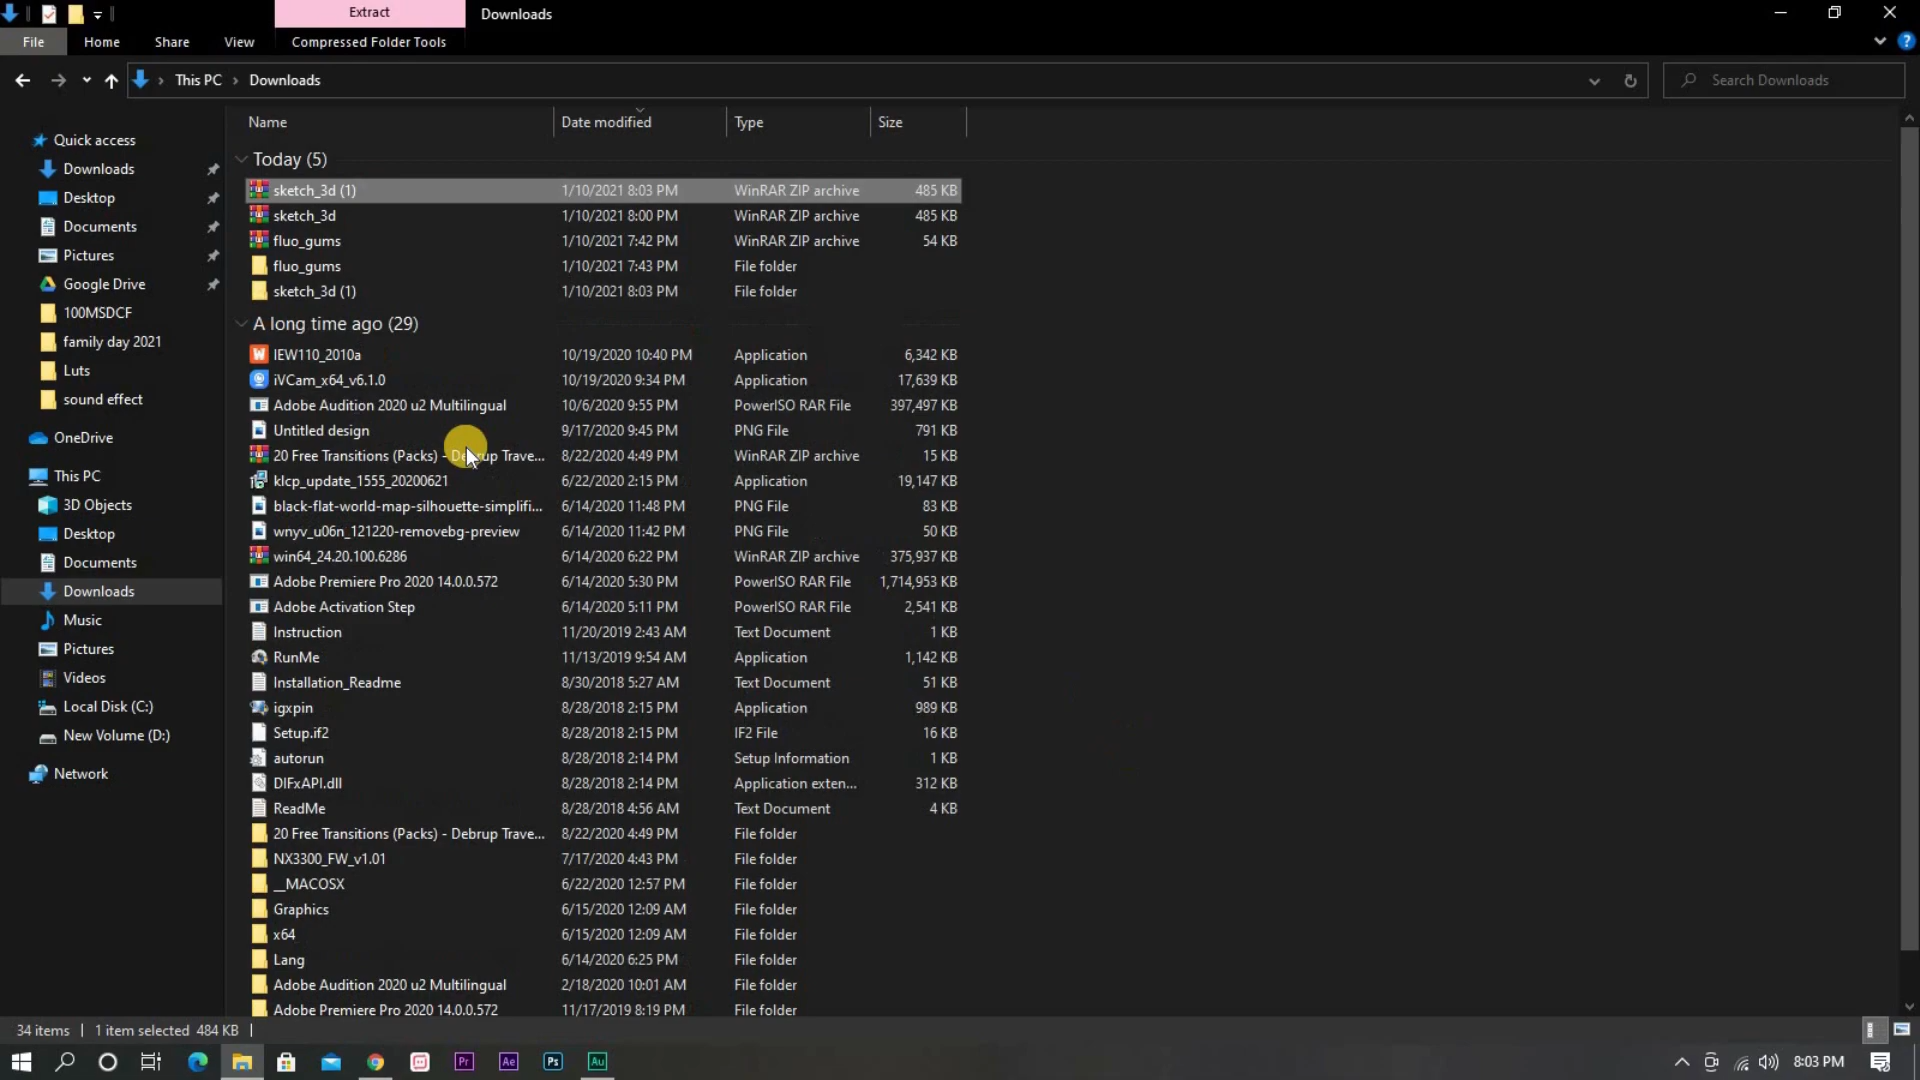 Extract Downloads
File Home Share View Compressed Folder Tools
This PC Downloads Search Downloads
Name Date modified Type Size
Quick access
Downloads
Desktop
Documents
Pictures
Google Drive
100MSDCF
family day 2021
Luts
sound effect
OneDrive
This PC
3D Objects
Desktop
Documents
Downloads
Music
Pictures
Videos
Local Disk (C:)
New Volume (D:)
Network
Today (5)
sketch_3d (1) 1/10/2021 8:03 PM WinRAR ZIP archive 485 KB
sketch_3d 1/10/2021 8:00 PM WinRAR ZIP archive 485 KB
fluo_gums 1/10/2021 7:42 PM WinRAR ZIP archive 54 KB
fluo_gums 1/10/2021 7:43 PM File folder
sketch_3d (1) 1/10/2021 8:03 PM File folder
A long time ago (29)
IEW110_2010a 10/19/2020 10:40 PM Application 6,342 KB
iVCam_x64_v6.1.0 10/19/2020 9:34 PM Application 17,639 KB
Adobe Audition 2020 u2 Multilingual 10/6/2020 9:55 PM PowerISO RAR File 397,497 KB
Untitled design 9/17/2020 9:45 PM PNG File 791 KB
20 Free Transitions (Packs) - Debrup Trave... 8/22/2020 4:49 PM WinRAR ZIP archive 15 KB
klcp_update_1555_20200621 6/22/2020 2:15 PM Application 19,147 KB
black-flat-world-map-silhouette-simplifi... 6/14/2020 11:48 PM PNG File 83 KB
wnyv_u06n_121220-removebg-preview 6/14/2020 11:42 PM PNG File 50 KB
win64_24.20.100.6286 6/14/2020 6:22 PM WinRAR ZIP archive 375,937 KB
Adobe Premiere Pro 2020 14.0.0.572 6/14/2020 5:30 PM PowerISO RAR File 1,714,953 KB
Adobe Activation Step 6/14/2020 5:11 PM PowerISO RAR File 2,541 KB
Instruction 11/20/2019 2:43 AM Text Document 1 KB
RunMe 11/13/2019 9:54 AM Application 1,142 KB
Installation_Readme 8/30/2018 5:27 AM Text Document 51 KB
igxpin 8/28/2018 2:15 PM Application 989 KB
Setup.if2 8/28/2018 2:15 PM IF2 File 16 KB
autorun 8/28/2018 2:14 PM Setup Information 1 KB
DIFxAPI.dll 8/28/2018 2:14 PM Application exten... 312 KB
ReadMe 8/28/2018 4:56 AM Text Document 4 KB
20 Free Transitions (Packs) - Debrup Trave... 8/22/2020 4:49 PM File folder
NX3300_FW_v1.01 7/17/2020 4:43 PM File folder
__MACOSX 6/22/2020 12:57 PM File folder
Graphics 6/15/2020 12:09 AM File folder
x64 6/15/2020 12:09 AM File folder
Lang 6/14/2020 6:25 PM File folder
Adobe Audition 2020 u2 Multilingual 2/18/2020 10:01 AM File folder
Adobe Premiere Pro 2020 14.0.0.572 11/17/2019 8:19 PM File folder
34 items 1 item selected 484 KB
Pr Ae Ps Au 8:03 PM